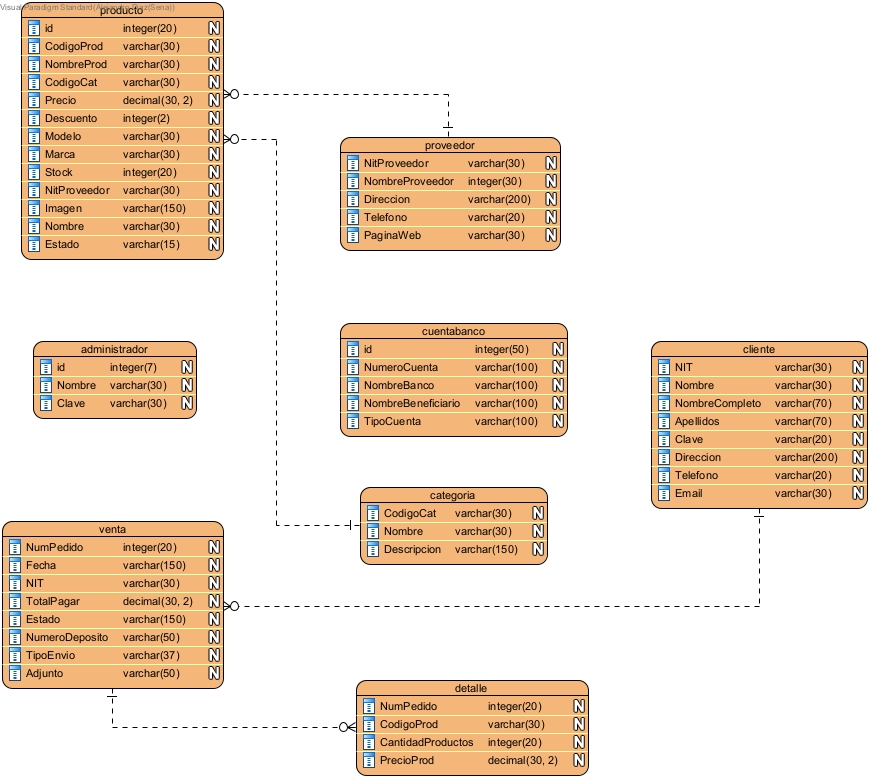 Visual Paradigm Standard(Alejandro Diaz(Sena))
producto
id integer(20) N
CodigoProd varchar(30) N
NombreProd varchar(30) N
CodigoCat varchar(30) N
Precio decimal(30, 2) N
Descuento integer(2) N
Modelo varchar(30) N
Marca varchar(30) N
Stock integer(20) N
NitProveedor varchar(30) N
Imagen varchar(150) N
Nombre varchar(30) N
Estado varchar(15) N
proveedor
NitProveedor varchar(30) N
NombreProveedor integer(30) N
Direccion varchar(200) N
Telefono varchar(20) N
PaginaWeb varchar(30) N
administrador
id integer(7) N
Nombre varchar(30) N
Clave varchar(30) N
cuentabanco
id integer(50) N
NumeroCuenta varchar(100) N
NombreBanco varchar(100) N
NombreBeneficiario varchar(100) N
TipoCuenta varchar(100) N
cliente
NIT varchar(30) N
Nombre varchar(30) N
NombreCompleto varchar(70) N
Apellidos varchar(70) N
Clave varchar(20) N
Direccion varchar(200) N
Telefono varchar(20) N
Email varchar(30) N
categoria
CodigoCat varchar(30) N
Nombre varchar(30) N
Descripcion varchar(150) N
venta
NumPedido integer(20) N
Fecha varchar(150) N
NIT varchar(30) N
TotalPagar decimal(30, 2) N
Estado varchar(150) N
NumeroDeposito varchar(50) N
TipoEnvio varchar(37) N
Adjunto varchar(50) N
detalle
NumPedido integer(20) N
CodigoProd varchar(30) N
CantidadProductos integer(20) N
PrecioProd decimal(30, 2) N